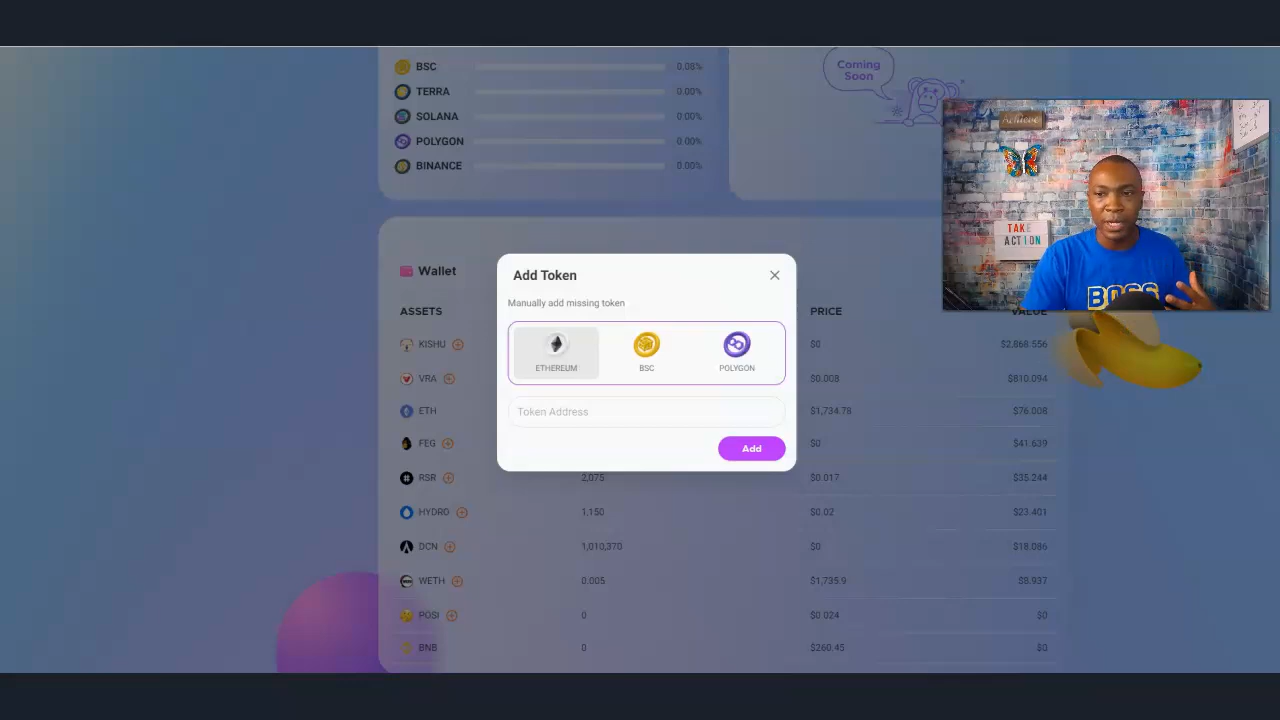 BSC 0.08%
TERRA 0.00%
SOLANA 0.00%
POLYGON 0.00%
BINANCE 0.00%
Coming
Soon
Achieve
TAKE
ACTION
BOSS
Wallet
ASSETS PRICE VALUE
KISHU $0 $2,868.556
VRA $0.008 $810.094
ETH $1,734.78 $76.008
FEG $0 $41.639
RSR 2,075 $0.017 $35.244
HYDRO 1,150 $0.02 $23.401
DCN 1,010,370 $0 $18.086
WETH 0.005 $1,735.9 $8.937
POSI 0 $0.024 $0
BNB 0 $260.45 $0
Add Token
Manually add missing token
ETHEREUM BSC POLYGON
Token Address
Add